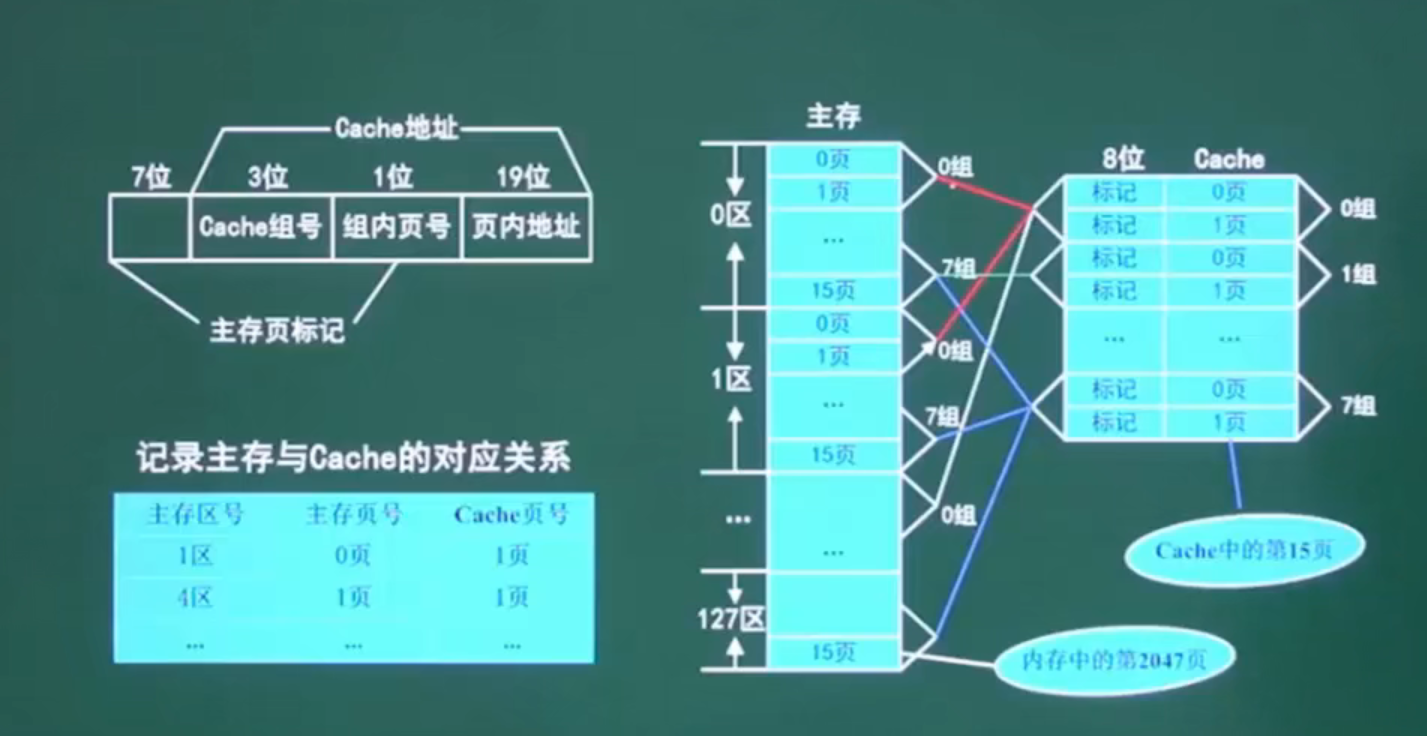 Cache地址
7位 3位 1位 19位
Cache组号 组内页号 页内地址
主存页标记
记录主存与Cache的对应关系
主存区号 主存页号 Cache页号
1区 0页 1页
4区 1页 1页
... ... ...
主存
0页
1页
...
15页
0页
1页
...
15页
...
15页
0区
1区
...
127区
0组
7组
0组
7组
0组
8位 Cache
标记 0页
标记 1页
标记 0页
标记 1页
... ...
标记 0页
标记 1页
0组
1组
7组
Cache中的第15页
内存中的第2047页